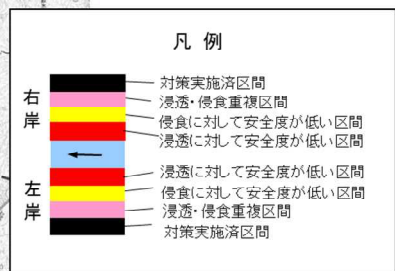 凡例
右岸
対策実施済区間
浸透・侵食重複区間
侵食に対して安全度が低い区間
浸透に対して安全度が低い区間
左岸
浸透に対して安全度が低い区間
侵食に対して安全度が低い区間
浸透・侵食重複区間
対策実施済区間